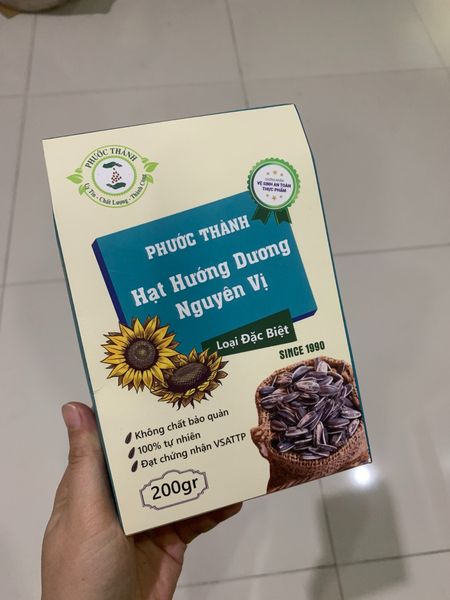 PHƯỚC THÀNH
Uy Tín - Chất Lượng - Thành Công
CHỨNG NHẬN
VỆ SINH AN TOÀN
THỰC PHẨM
PHƯỚC THÀNH
Hạt Hướng Dương
Nguyên Vị
Loại Đặc Biệt
SINCE 1990
Không chất bảo quản
100% tự nhiên
Đạt chứng nhận VSATTP
200gr